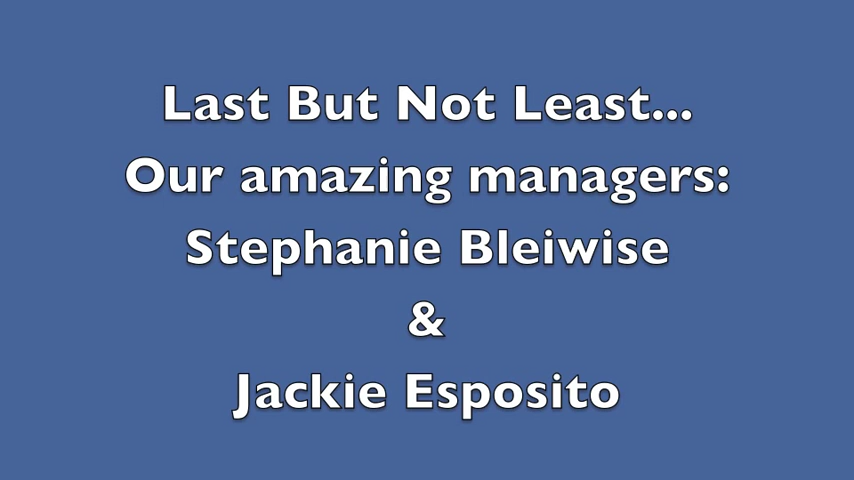 Last But Not Least...
Our amazing managers:
Stephanie Bleiwise
&
Jackie Esposito